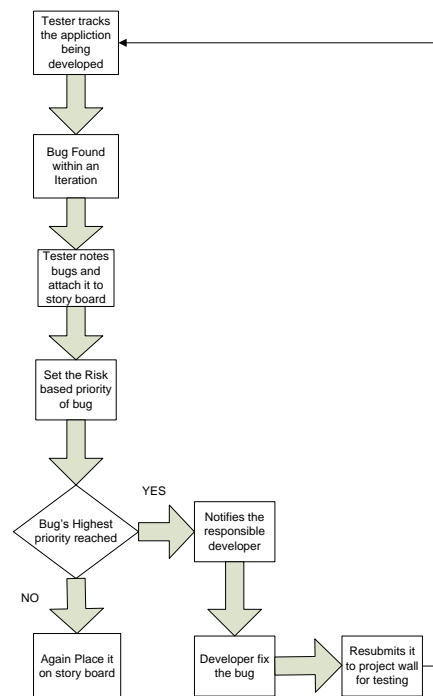 Tester tracks
the appliction
being
developed
Bug Found
within an
Iteration
Tester notes
bugs and
attach it to
story board
Set the Risk
based priority
of bug
Bug's Highest
priority reached
YES
Notifies the
responsible
developer
NO
Again Place it
on story board
Developer fix
the bug
Resubmits it
to project wall
for testing